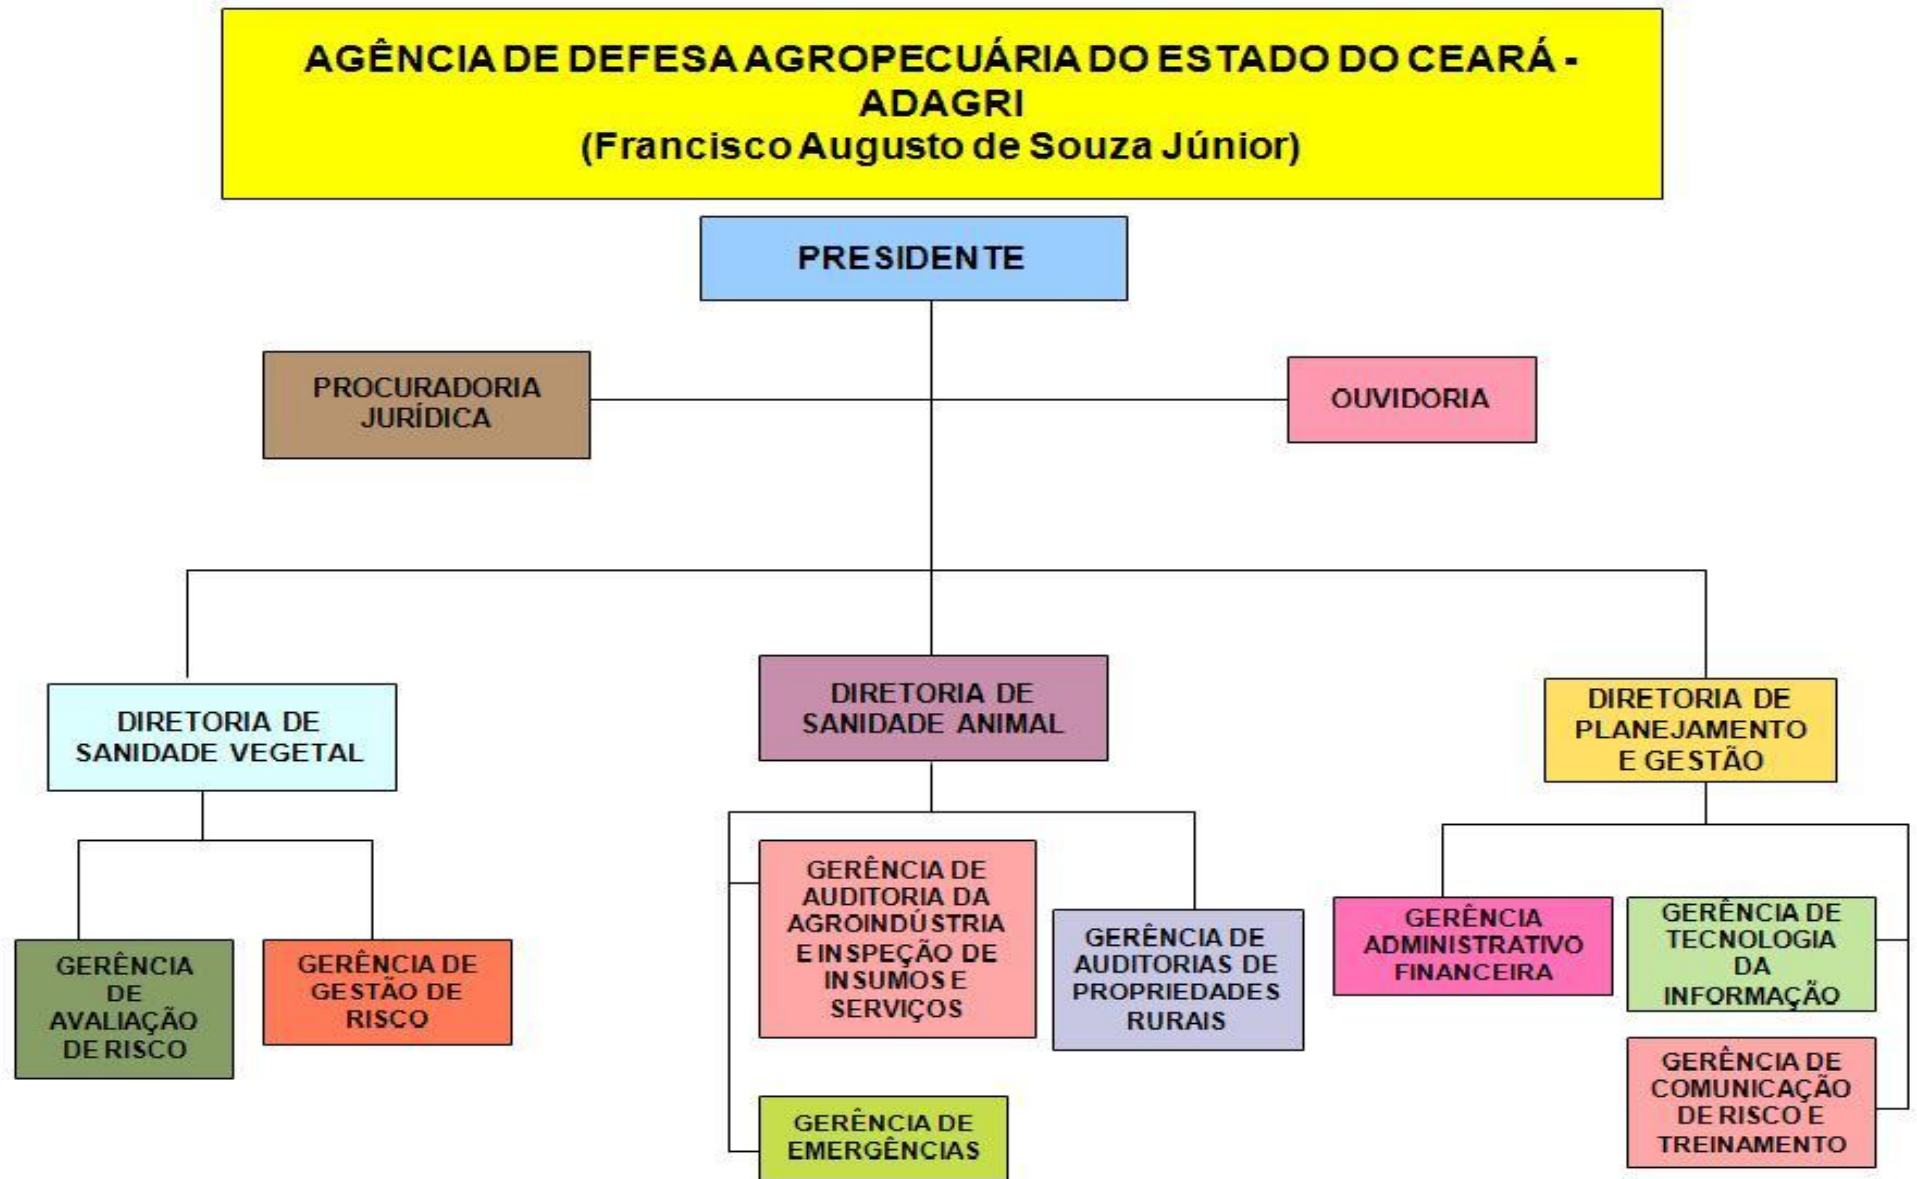 AGÊNCIA DE DEFESA AGROPECUÁRIA DO ESTADO DO CEARÁ -
ADAGRI
(Francisco Augusto de Souza Júnior)
PRESIDENTE
PROCURADORIA
JURÍDICA
OUVIDORIA
DIRETORIA DE
SANIDADE VEGETAL
DIRETORIA DE
SANIDADE ANIMAL
DIRETORIA DE
PLANEJAMENTO
E GESTÃO
GERÊNCIA
DE
AVALIAÇÃO
DE RISCO
GERÊNCIA DE
GESTÃO DE
RISCO
GERÊNCIA DE
AUDITORIA DA
AGROINDÚSTRIA
E INSPEÇÃO DE
INSUMOS E
SERVIÇOS
GERÊNCIA DE
AUDITORIAS DE
PROPRIEDADES
RURAIS
GERÊNCIA
ADMINISTRATIVO
FINANCEIRA
GERÊNCIA DE
TECNOLOGIA
DA
INFORMAÇÃO
GERÊNCIA DE
EMERGÊNCIAS
GERÊNCIA DE
COMUNICAÇÃO
DE RISCO E
TREINAMENTO